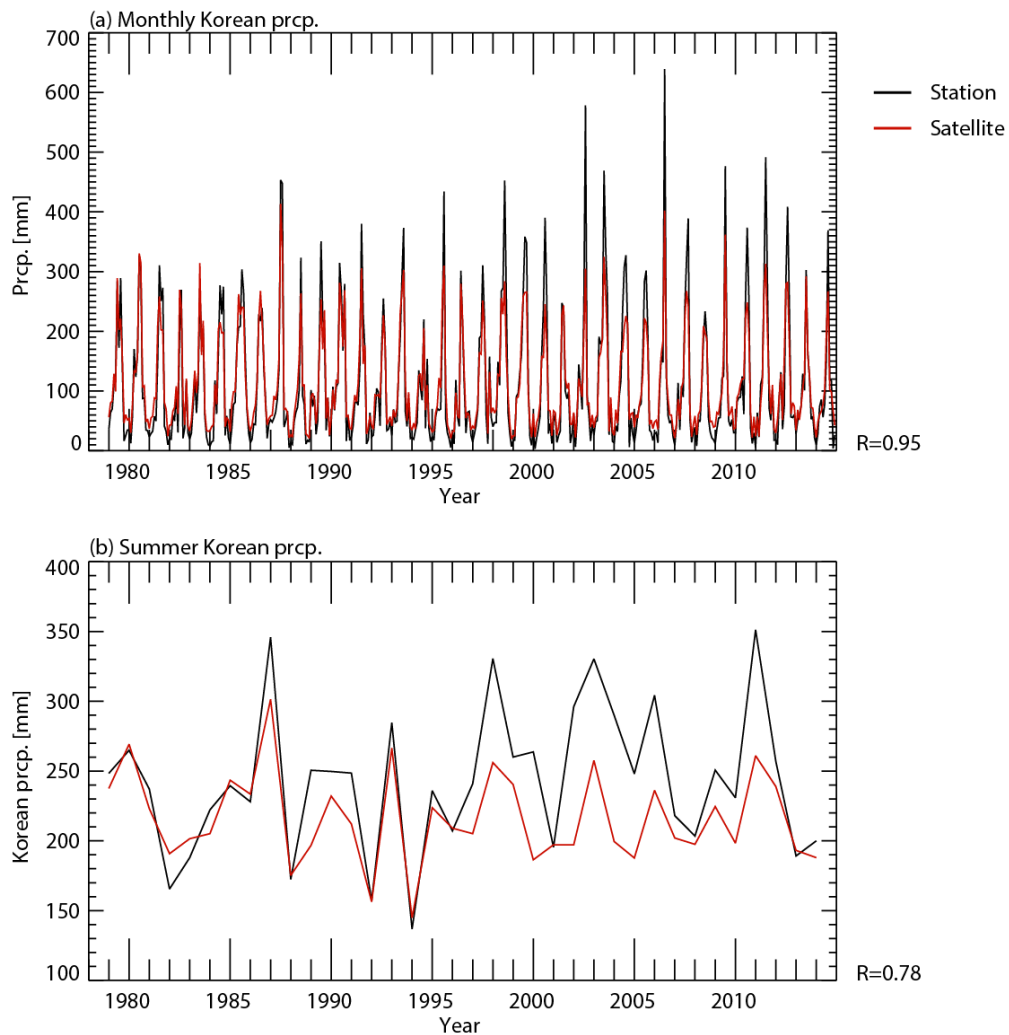 (a) Monthly Korean prcp.
700
600
500
400
300
200
100
0
Prcp. [mm]
1980 1985 1990 1995 2000 2005 2010
Year
Station
Satellite
R=0.95
(b) Summer Korean prcp.
400
350
300
250
200
150
100
Korean prcp. [mm]
1980 1985 1990 1995 2000 2005 2010
Year
R=0.78